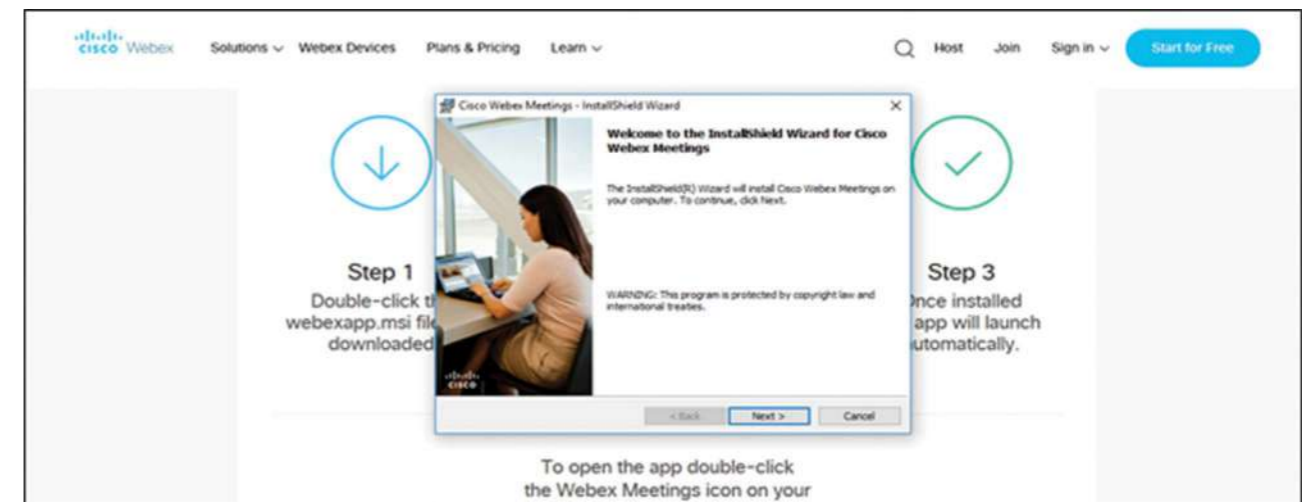 CISCO Webex Solutions Webex Devices Plans & Pricing Learn Host Join Sign in Start for Free
Cisco Webex Meetings - InstallShield Wizard
Welcome to the InstallShield Wizard for Cisco
Webex Meetings
The InstallShield(R) Wizard will install Cisco Webex Meetings on
your computer. To continue, click Next.
WARNING: This program is protected by copyright law and
international treaties.
CISCO
< Back Next > Cancel
Step 1
Double-click th
webexapp.msi file
downloaded
Step 3
Once installed
app will launch
utomatically.
To open the app double-click
the Webex Meetings icon on your